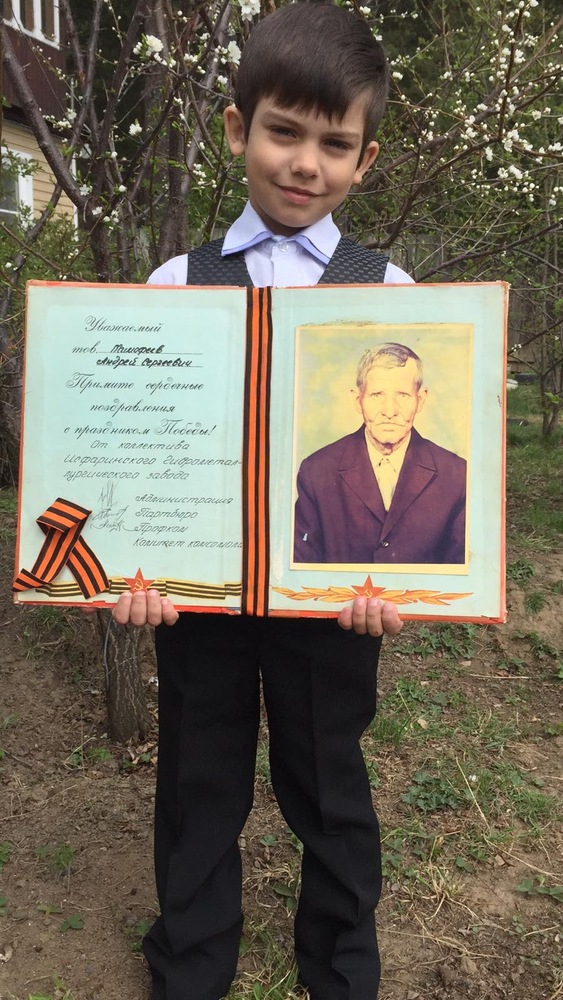 Уважаемый
тов. Тимофеев
Андрей Сергеевич
Примите сердечные
поздравления
с праздником Победы!
От коллектива
Исфаринского Гидрометал-
лургического завода
Администрация
Партбюро
Профком
Комитет комсомола